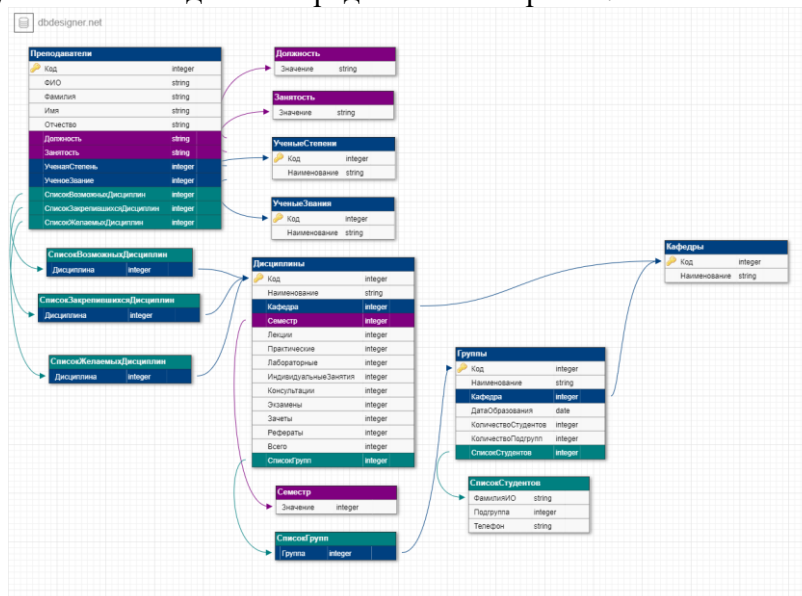 dbdesigner.net
Преподаватели
Код integer
ФИО string
Фамилия string
Имя string
Отчество string
Должность string
Занятость string
УченаяСтепень integer
УченоеЗвание integer
СписокВозможныхДисциплин integer
СписокЗакрепившихсяДисциплин integer
СписокЖелаемыхДисциплин integer
Должность
Значение string
Занятость
Значение string
УченыеСтепени
Код integer
Наименование string
УченыеЗвания
Код integer
Наименование string
СписокВозможныхДисциплин
Дисциплина integer
СписокЗакрепившихсяДисциплин
Дисциплина integer
СписокЖелаемыхДисциплин
Дисциплина integer
Дисциплины
Код integer
Наименование string
Кафедра integer
Семестр integer
Лекции integer
Практические integer
Лабораторные integer
ИндивидуальныеЗанятия integer
Консультации integer
Экзамены integer
Зачеты integer
Рефераты integer
Всего integer
СписокГрупп integer
Семестр
Значение integer
СписокГрупп
Группа integer
Кафедры
Код integer
Наименование string
Группы
Код integer
Наименование string
Кафедра integer
ДатаОбразования date
КоличествоСтудентов integer
КоличествоПодгрупп integer
СписокСтудентов integer
СписокСтудентов
ФамилияИО string
Подгруппа integer
Телефон string